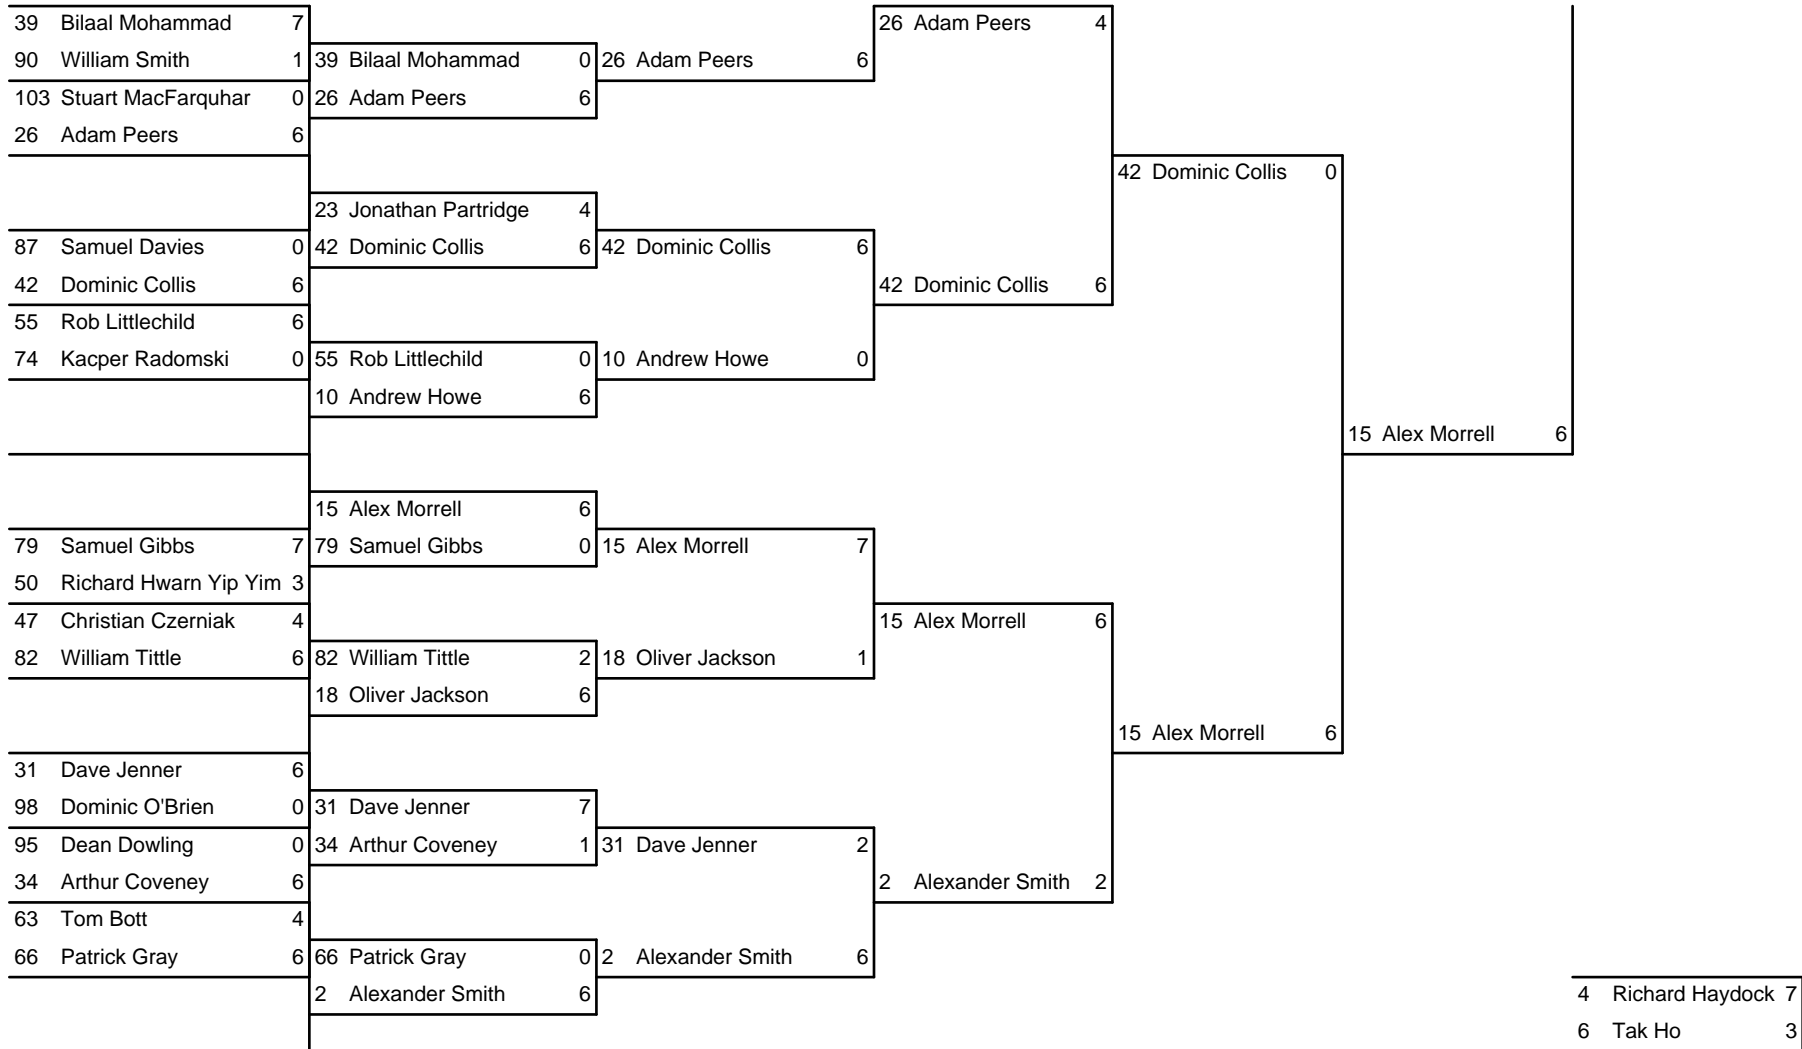 39 Bilaal Mohammad 7
90 William Smith 1
103 Stuart MacFarquhar 0
26 Adam Peers 6
87 Samuel Davies 0
42 Dominic Collis 6
55 Rob Littlechild 6
74 Kacper Radomski 0
79 Samuel Gibbs 7
50 Richard Hwarn Yip Yim 3
47 Christian Czerniak 4
82 William Tittle 6
31 Dave Jenner 6
98 Dominic O'Brien 0
95 Dean Dowling 0
34 Arthur Coveney 6
63 Tom Bott 4
66 Patrick Gray 6
39 Bilaal Mohammad 0
26 Adam Peers 6
23 Jonathan Partridge 4
42 Dominic Collis 6
55 Rob Littlechild 0
10 Andrew Howe 6
15 Alex Morrell 6
79 Samuel Gibbs 0
82 William Tittle 2
18 Oliver Jackson 6
31 Dave Jenner 7
34 Arthur Coveney 1
66 Patrick Gray 0
2 Alexander Smith 6
26 Adam Peers 6
42 Dominic Collis 6
10 Andrew Howe 0
15 Alex Morrell 7
18 Oliver Jackson 1
31 Dave Jenner 2
2 Alexander Smith 6
26 Adam Peers 4
42 Dominic Collis 6
15 Alex Morrell 6
2 Alexander Smith 2
42 Dominic Collis 0
15 Alex Morrell 6
15 Alex Morrell 6
4 Richard Haydock 7
6 Tak Ho 3